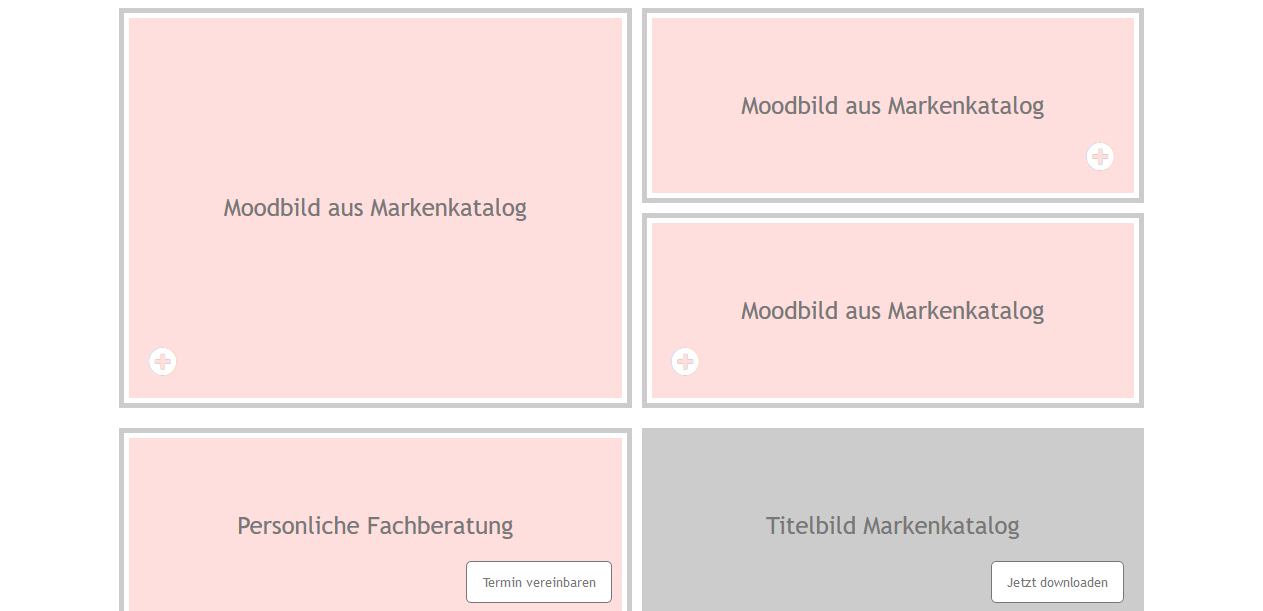 Moodbild aus Markenkatalog
Moodbild aus Markenkatalog
Moodbild aus Markenkatalog
Personliche Fachberatung
Termin vereinbaren
Titelbild Markenkatalog
Jetzt downloaden